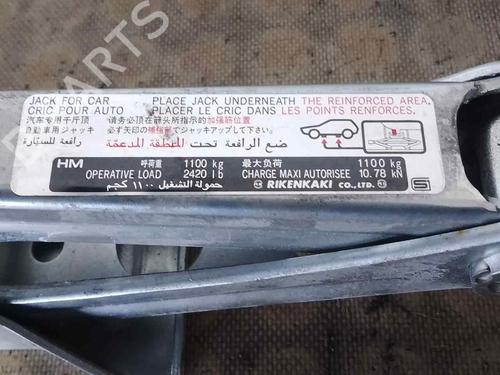 JACK FOR CAR PLACE JACK UNDERNEATH THE REINFORCED AREA.
CRIC POUR AUTO PLACER LE CRIC DANS LES POINTS RENFORCES.
汽车专用千斤顶 请务必顶在箭头所指示的加强筋位置
自動車用ジャッキ 必ず矢印の補強部でジャッキアップして下さい
رافعة للسيارة ضع الرافعة تحت المنطقة المدعمة
HM 呼荷重 1100 kg 最大负荷 1100 kg
OPERATIVE LOAD 2420 lb CHARGE MAXI AUTORISEE 10.78 kN
حمولة التشغيل ١١٠٠ كجم RIKENKAKI CO.,LTD.